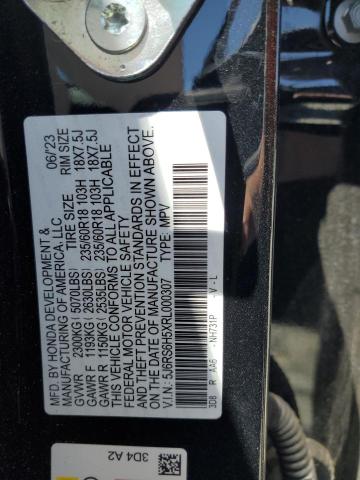 MFD. BY HONDA DEVELOPMENT & 06/'23
MANUFACTURING OF AMERICA, LLC
TIRE SIZE RIM SIZE
GVWR 2300KG(5070LBS)
GAWR F 1193KG(2630LBS) 235/60R18 103H 18X7.5J
GAWR R 1150KG(2535LBS) 235/60R18 103H 18X7.5J
THIS VEHICLE CONFORMS TO ALL APPLICABLE
FEDERAL MOTOR VEHICLE SAFETY
AND THEFT PREVENTION STANDARDS IN EFFECT
ON THE DATE OF MANUFACTURE SHOWN ABOVE.
V.I.N.: 5J6RS6H5XRL000307 TYPE: MPV
3D8 R AA6 -NH731P -V-L
3D4 A2